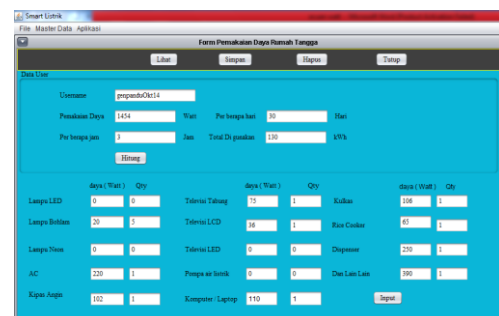 Smart Listrik
File Master Data Aplikasi
Form Pemakaian Daya Rumah Tangga
Lihat Simpan Hapus Tutup
Data User
Username penpanduOkt14
Pemakaian Daya 1454 Watt Per berapa hari 30 Hari
Per berapa jam 3 Jam Total Di gunakan 130 kWh
Hitung
daya ( Watt ) Qty daya ( Watt ) Qty daya ( Watt ) Qty
Lampu LED 0 0 Televisi Tabung 75 1 Kulkas 106 1
Lampu Bohlam 20 5 Televisi LCD 36 1 Rice Cooker 65 1
Lampu Neon 0 0 Televisi LED 0 0 Dispenser 250 1
AC 220 1 Pompa air listrik 0 0 Dan Lain Lain 390 1
Kipas Angin 102 1 Komputer / Laptop 110 1 Input